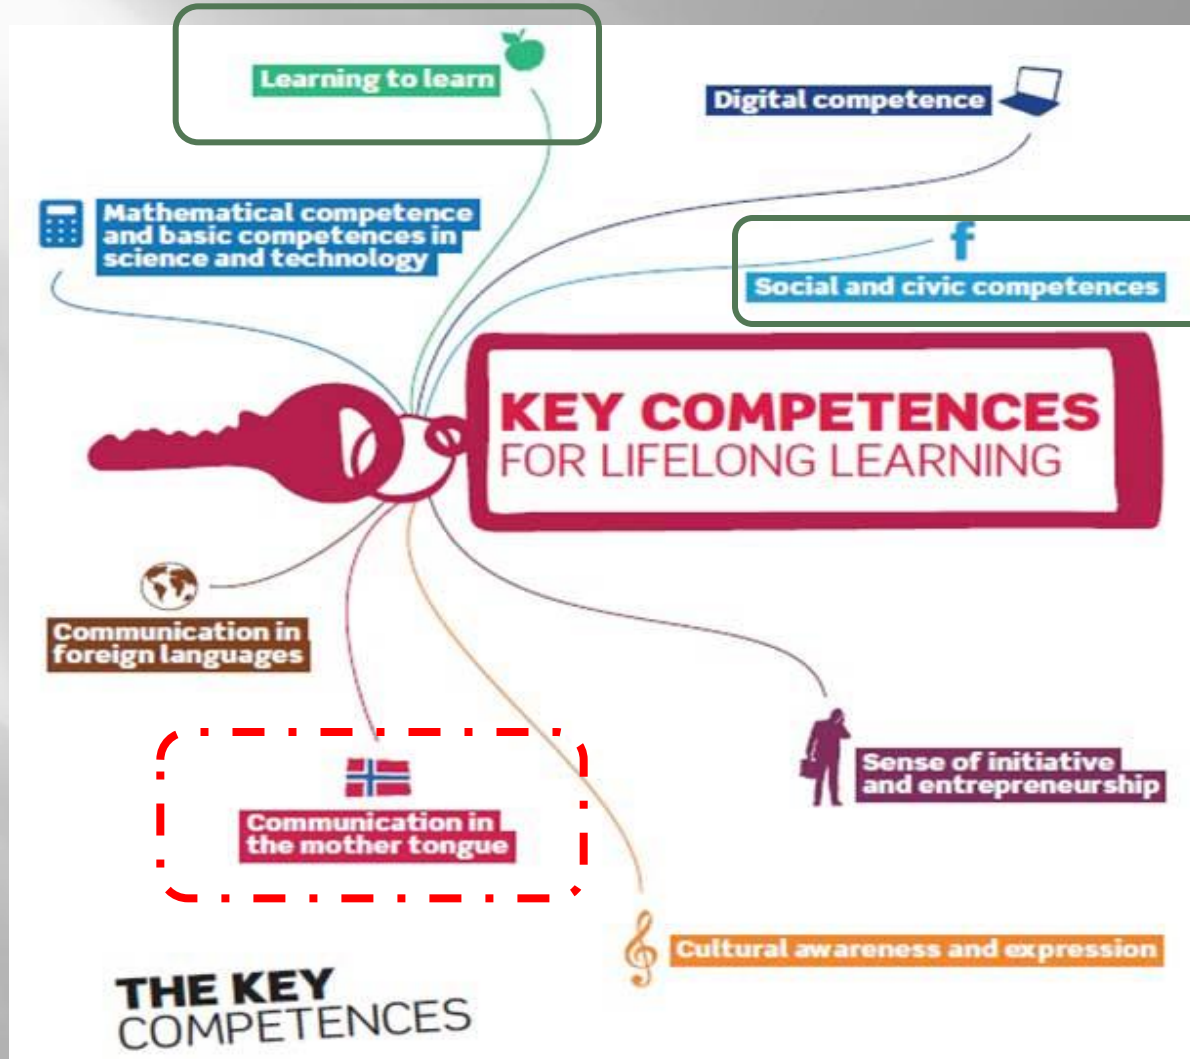 Learning to learn
Digital competence
Mathematical competence
and basic competences in
science and technology
f
Social and civic competences
KEY COMPETENCES
FOR LIFELONG LEARNING
Communication in
foreign languages
Sense of initiative
and entrepreneurship
Communication in
the mother tongue
Cultural awareness and expression
THE KEY
COMPETENCES